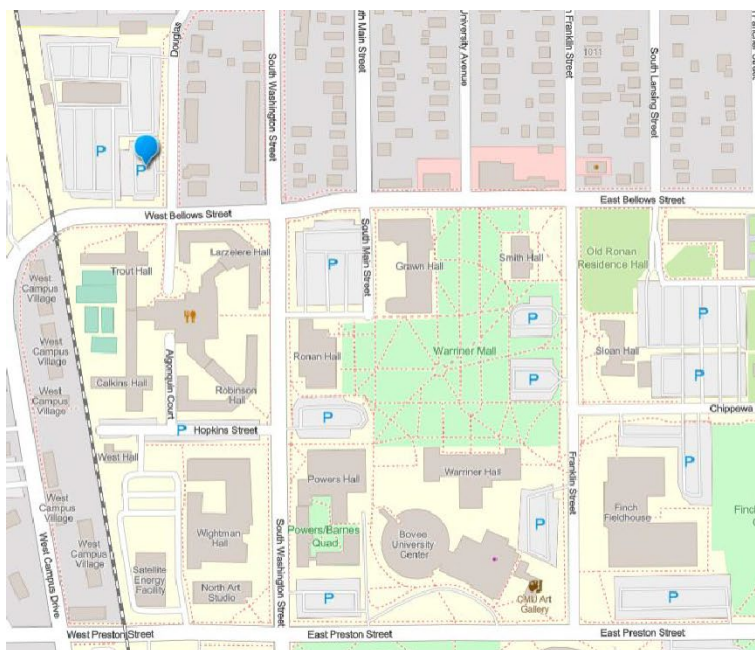 Douglas
South Washington Street
th Main Street
University Avenue
n Franklin Street
1011
South Lansing Street
P
P
West Bellows Street
East Bellows Street
Larzelere Hall
Trout Hall
South Main Street
Grawn Hall
Smith Hall
Old Ronan
Residence Hall
P
West
Campus
Village
P
P
West
Campus
Village
Ronan Hall
Warriner Mall
Sloan Hall
Algonquin Court
Calkins Hall
Robinson
Hall
P
P
West
Campus
Village
Chippewa
P
Hopkins Street
P
West Hall
Franklin Street
P
Powers Hall
Warriner Hall
Finch
Fieldhouse
West
Campus
Village
Wightman
Hall
Powers/Barnes
Quad
Bovee
University
Center
P
Find
West
Campus
Village
South Washington Street
West Campus Drive
Satellite
Energy
Facility
North Art
Studio
P
CMU Art
Gallery
P
West Preston Street
East Preston Street
East Preston Street